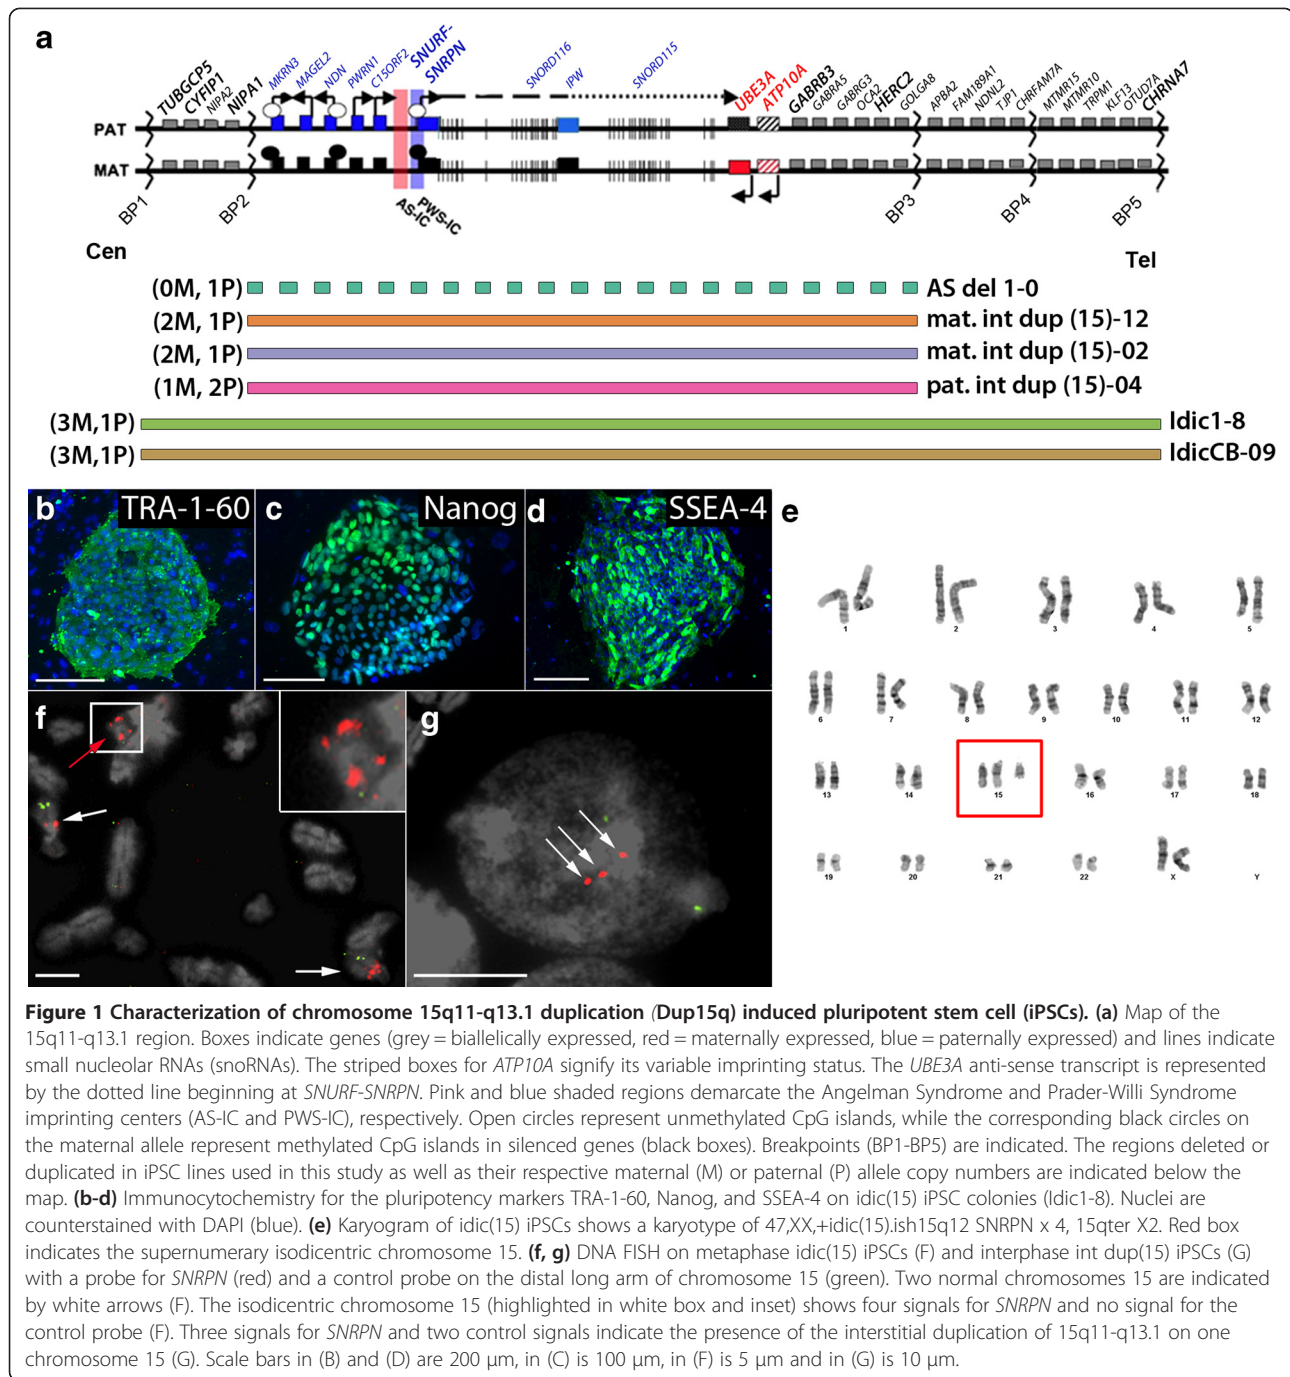 a
TUBGCP5
CYFIP1
NIPA2
NIPA1
MKRN3
MAGEL2
NDN
PWRN1
C15ORF2
SNURF-
SNRPN
SNORD116
IPW
SNORD115
UBE3A
ATP10A
GABRB3
GABRA5
GABRG3
OCA2
HERC2
GOLGA8
APBA2
FAM189A1
NDNL2
TJP1
CHRFAM7A
MTMR15
MTMR10
TRPM1
KLF13
OTUD7A
CHRNA7
PAT
MAT
BP1
BP2
AS-IC
PWS-IC
BP3
BP4
BP5
Cen
Tel
(0M, 1P) AS del 1-0
(2M, 1P) mat. int dup (15)-12
(2M, 1P) mat. int dup (15)-02
(1M, 2P) pat. int dup (15)-04
(3M,1P) Idic1-8
(3M,1P) IdicCB-09
b TRA-1-60
c Nanog
d SSEA-4
e
1 2 3 4 5
6 7 8 9 10 11 12
13 14 15 16 17 18
19 20 21 22 X Y
f
g
Figure 1 Characterization of chromosome 15q11-q13.1 duplication (Dup15q) induced pluripotent stem cell (iPSCs). (a) Map of the
15q11-q13.1 region. Boxes indicate genes (grey = biallelically expressed, red = maternally expressed, blue = paternally expressed) and lines indicate
small nucleolar RNAs (snoRNAs). The striped boxes for ATP10A signify its variable imprinting status. The UBE3A anti-sense transcript is represented
by the dotted line beginning at SNURF-SNRPN. Pink and blue shaded regions demarcate the Angelman Syndrome and Prader-Willi Syndrome
imprinting centers (AS-IC and PWS-IC), respectively. Open circles represent unmethylated CpG islands, while the corresponding black circles on
the maternal allele represent methylated CpG islands in silenced genes (black boxes). Breakpoints (BP1-BP5) are indicated. The regions deleted or
duplicated in iPSC lines used in this study as well as their respective maternal (M) or paternal (P) allele copy numbers are indicated below the
map. (b-d) Immunocytochemistry for the pluripotency markers TRA-1-60, Nanog, and SSEA-4 on idic(15) iPSC colonies (Idic1-8). Nuclei are
counterstained with DAPI (blue). (e) Karyogram of idic(15) iPSCs shows a karyotype of 47,XX,+idic(15).ish15q12 SNRPN x 4, 15qter X2. Red box
indicates the supernumerary isodicentric chromosome 15. (f, g) DNA FISH on metaphase idic(15) iPSCs (F) and interphase int dup(15) iPSCs (G)
with a probe for SNRPN (red) and a control probe on the distal long arm of chromosome 15 (green). Two normal chromosomes 15 are indicated
by white arrows (F). The isodicentric chromosome 15 (highlighted in white box and inset) shows four signals for SNRPN and no signal for the
control probe (F). Three signals for SNRPN and two control signals indicate the presence of the interstitial duplication of 15q11-q13.1 on one
chromosome 15 (G). Scale bars in (B) and (D) are 200 μm, in (C) is 100 μm, in (F) is 5 μm and in (G) is 10 μm.